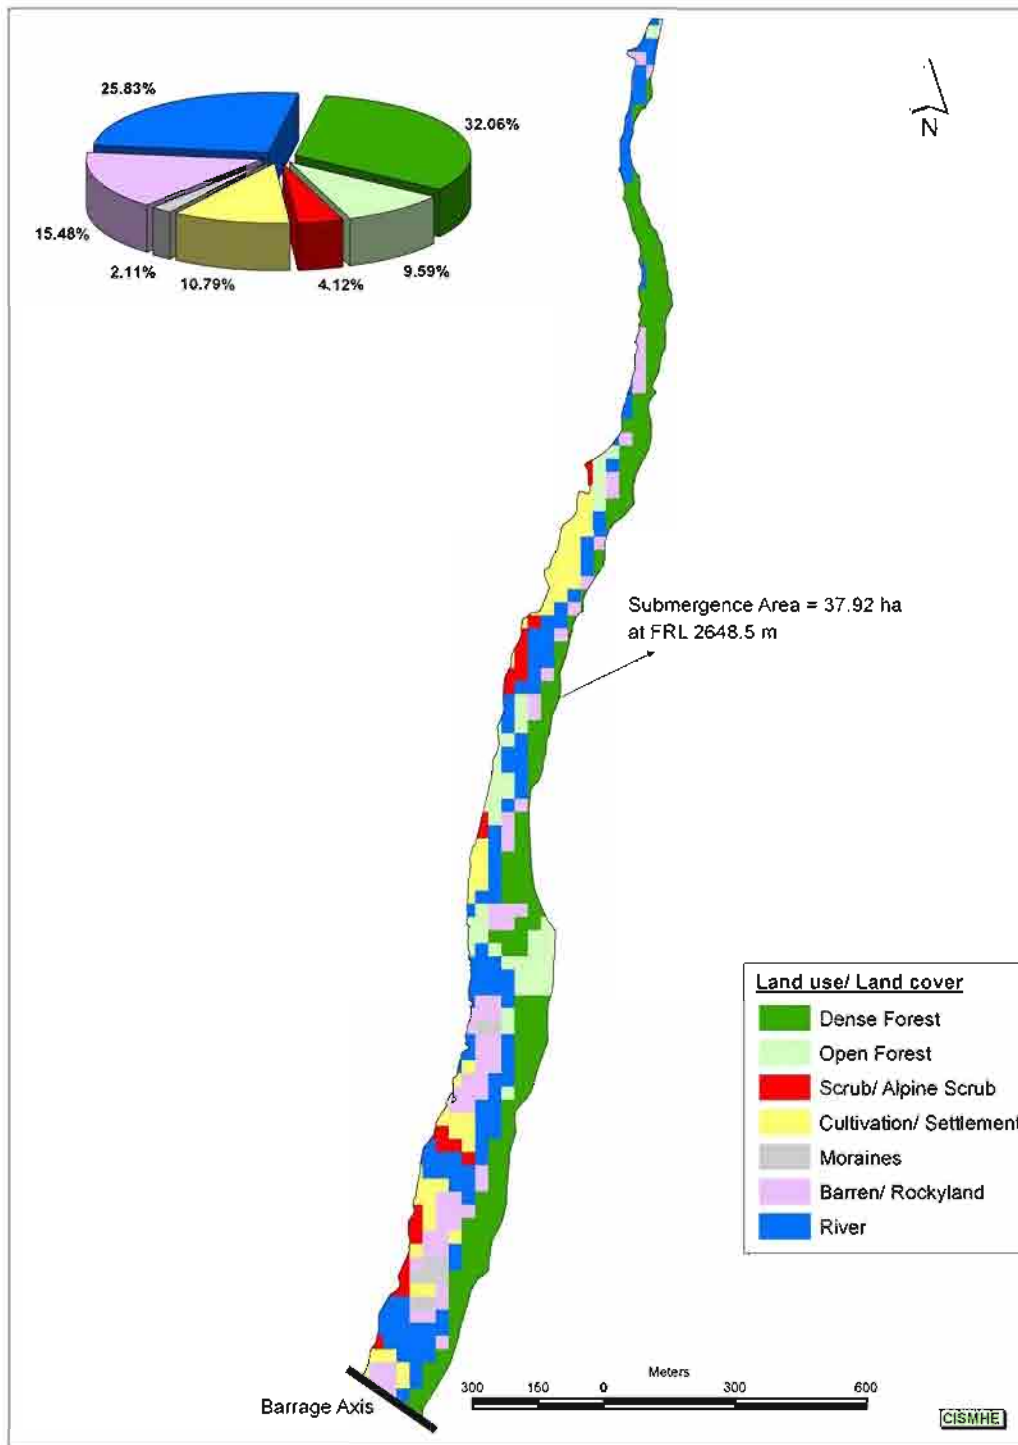 25.83%
32.06%
15.48%
2.11%
10.79%
4.12%
9.59%
N
Submergence Area = 37.92 ha
at FRL 2648.5 m
Land use/ Land cover
Dense Forest
Open Forest
Scrub/ Alpine Scrub
Cultivation/ Settlement
Moraines
Barren/ Rockyland
River
Meters
300 150 0 300 600
Barrage Axis
CISMHE